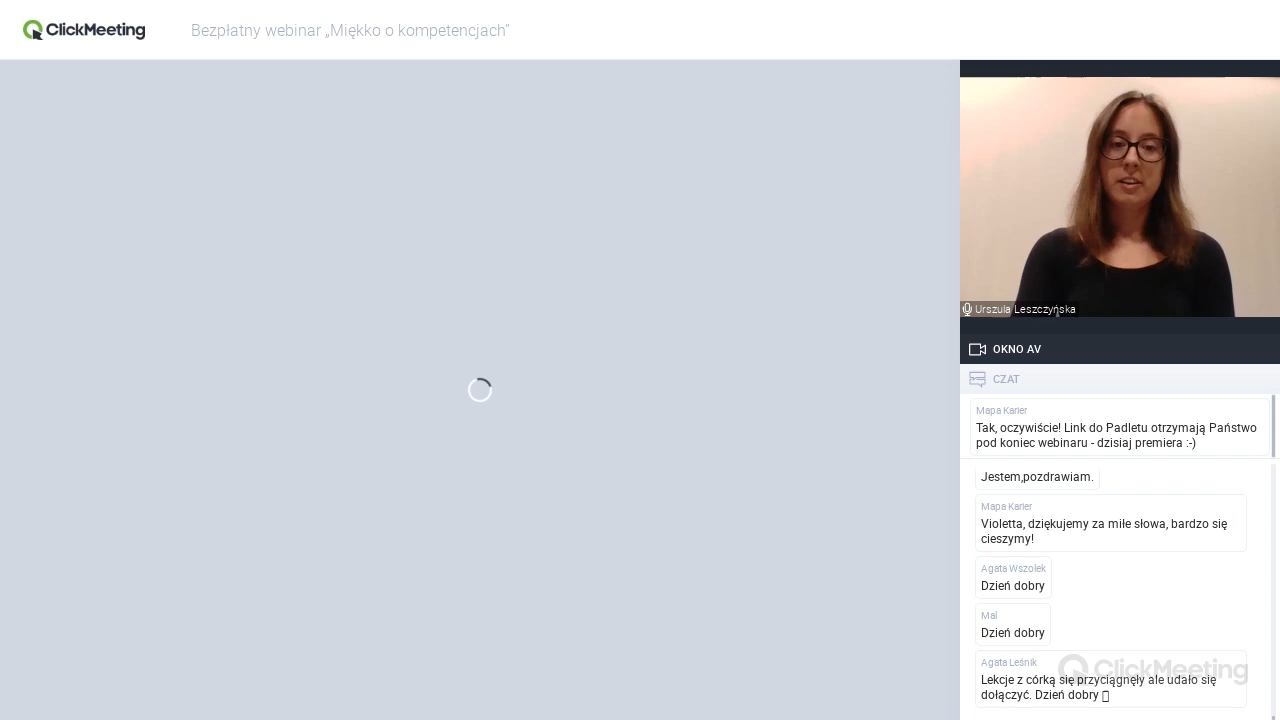 ClickMeeting
Bezpłatny webinar „Miękko o kompetencjach”
Urszula Leszczyńska
OKNO AV
CZAT
Mapa Karier
Tak, oczywiście! Link do Padletu otrzymają Państwo
pod koniec webinaru - dzisiaj premiera :-)
Jestem,pozdrawiam.
Mapa Karier
Violetta, dziękujemy za miłe słowa, bardzo się
cieszymy!
Agata Wszołek
Dzień dobry
Mal
Dzień dobry
Agata Leśnik
Lekcje z córką się przyciągnęły ale udało się
dołączyć. Dzień dobry
ClickMeeting